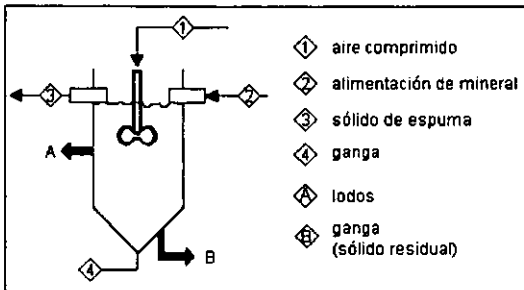 1
3
2
A
4
B
1 aire comprimido
2 alimentación de mineral
3 sólido de espuma
4 ganga
A lodos
B ganga
(sólido residual)